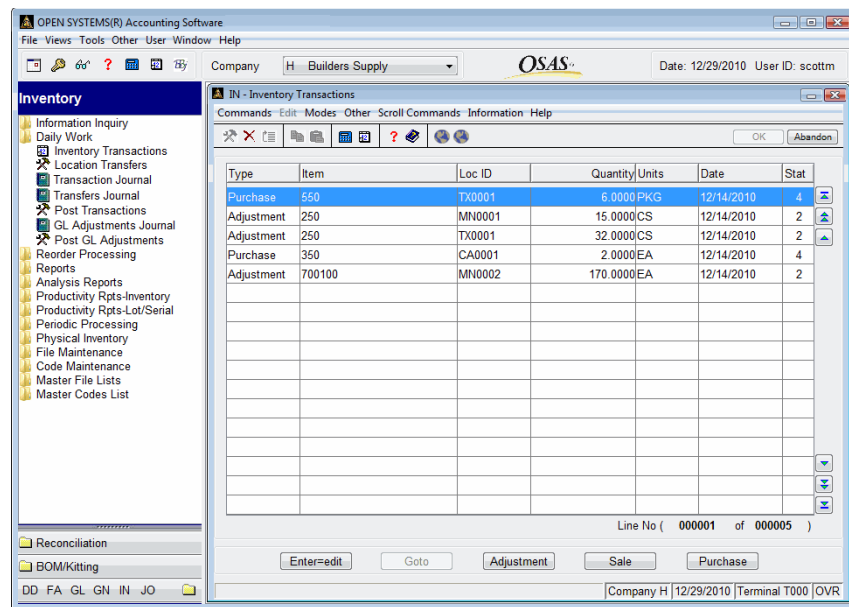 OPEN SYSTEMS(R) Accounting Software
File Views Tools Other User Window Help
Company H Builders Supply OSAS Date: 12/29/2010 User ID: scottm
Inventory
Information Inquiry
Daily Work
Inventory Transactions
Location Transfers
Transaction Journal
Transfers Journal
Post Transactions
GL Adjustments Journal
Post GL Adjustments
Reorder Processing
Reports
Analysis Reports
Productivity Rpts-Inventory
Productivity Rpts-Lot/Serial
Periodic Processing
Physical Inventory
File Maintenance
Code Maintenance
Master File Lists
Master Codes List
Reconciliation
BOM/Kitting
DD FA GL GN IN JO
IN - Inventory Transactions
Commands Edit Modes Other Scroll Commands Information Help
OK Abandon
Type Item Loc ID Quantity Units Date Stat
Purchase 550 TX0001 6.0000 PKG 12/14/2010 4
Adjustment 250 MN0001 15.0000 CS 12/14/2010 2
Adjustment 250 TX0001 32.0000 CS 12/14/2010 2
Purchase 350 CA0001 2.0000 EA 12/14/2010 4
Adjustment 700100 MN0002 170.0000 EA 12/14/2010 2
Line No ( 000001 of 000005 )
Enter=edit Goto Adjustment Sale Purchase
Company H 12/29/2010 Terminal T000 OVR